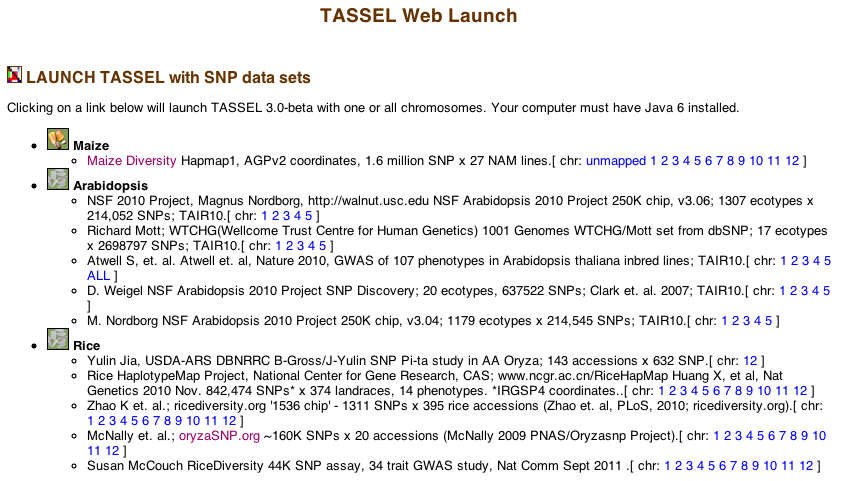 TASSEL Web Launch
LAUNCH TASSEL with SNP data sets
Clicking on a link below will launch TASSEL 3.0-beta with one or all chromosomes. Your computer must have Java 6 installed.
Maize
Maize Diversity Hapmap1, AGPv2 coordinates, 1.6 million SNP x 27 NAM lines.[ chr: unmapped 1 2 3 4 5 6 7 8 9 10 11 12 ]
Arabidopsis
NSF 2010 Project, Magnus Nordborg, http://walnut.usc.edu NSF Arabidopsis 2010 Project 250K chip, v3.06; 1307 ecotypes x
214,052 SNPs; TAIR10.[ chr: 1 2 3 4 5 ]
Richard Mott; WTCHG(Wellcome Trust Centre for Human Genetics) 1001 Genomes WTCHG/Mott set from dbSNP; 17 ecotypes
x 2698797 SNPs; TAIR10.[ chr: 1 2 3 4 5 ]
Atwell S, et. al. Atwell et. al, Nature 2010, GWAS of 107 phenotypes in Arabidopsis thaliana inbred lines; TAIR10.[ chr: 1 2 3 4 5
ALL ]
D. Weigel NSF Arabidopsis 2010 Project SNP Discovery; 20 ecotypes, 637522 SNPs; Clark et. al. 2007; TAIR10.[ chr: 1 2 3 4 5
]
M. Nordborg NSF Arabidopsis 2010 Project 250K chip, v3.04; 1179 ecotypes x 214,545 SNPs; TAIR10.[ chr: 1 2 3 4 5 ]
Rice
Yulin Jia, USDA-ARS DBNRRC B-Gross/J-Yulin SNP Pi-ta study in AA Oryza; 143 accessions x 632 SNP.[ chr: 12 ]
Rice HaplotypeMap Project, National Center for Gene Research, CAS; www.ncgr.ac.cn/RiceHapMap Huang X, et al, Nat
Genetics 2010 Nov. 842,474 SNPs* x 374 landraces, 14 phenotypes. *IRGSP4 coordinates..[ chr: 1 2 3 4 5 6 7 8 9 10 11 12 ]
Zhao K et. al.; ricediversity.org '1536 chip' - 1311 SNPs x 395 rice accessions (Zhao et. al, PLoS, 2010; ricediversity.org).[ chr:
1 2 3 4 5 6 7 8 9 10 11 12 ]
McNally et. al.; oryzaSNP.org ~160K SNPs x 20 accessions (McNally 2009 PNAS/Oryzasnp Project).[ chr: 1 2 3 4 5 6 7 8 9 10
11 12 ]
Susan McCouch RiceDiversity 44K SNP assay, 34 trait GWAS study, Nat Comm Sept 2011 .[ chr: 1 2 3 4 5 6 7 8 9 10 11 12 ]